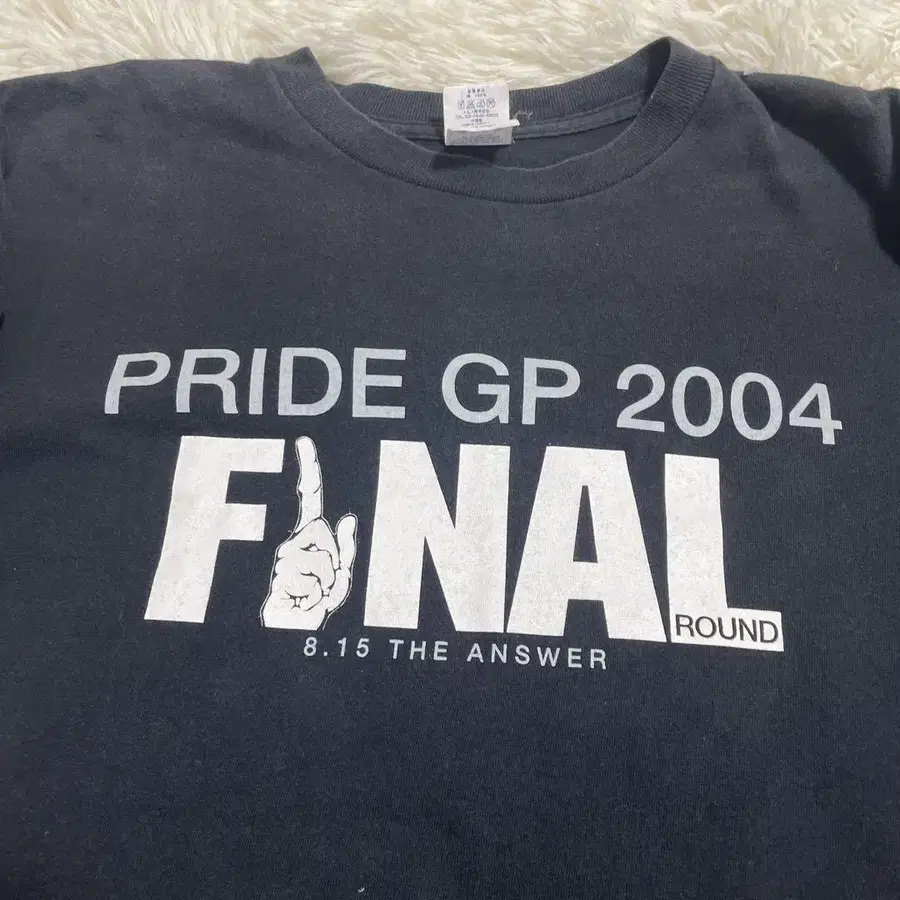 PRIDE GP 2004
FINAL
ROUND
8.15 THE ANSWER